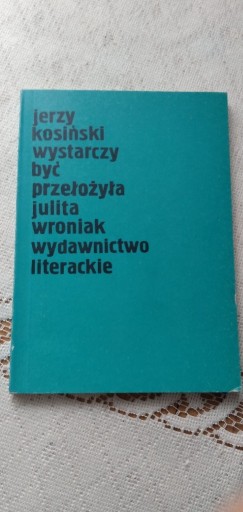 jerzy
kosiński
wystarczy
być
przełożyła
julita
wroniak
wydawnictwo
literackie